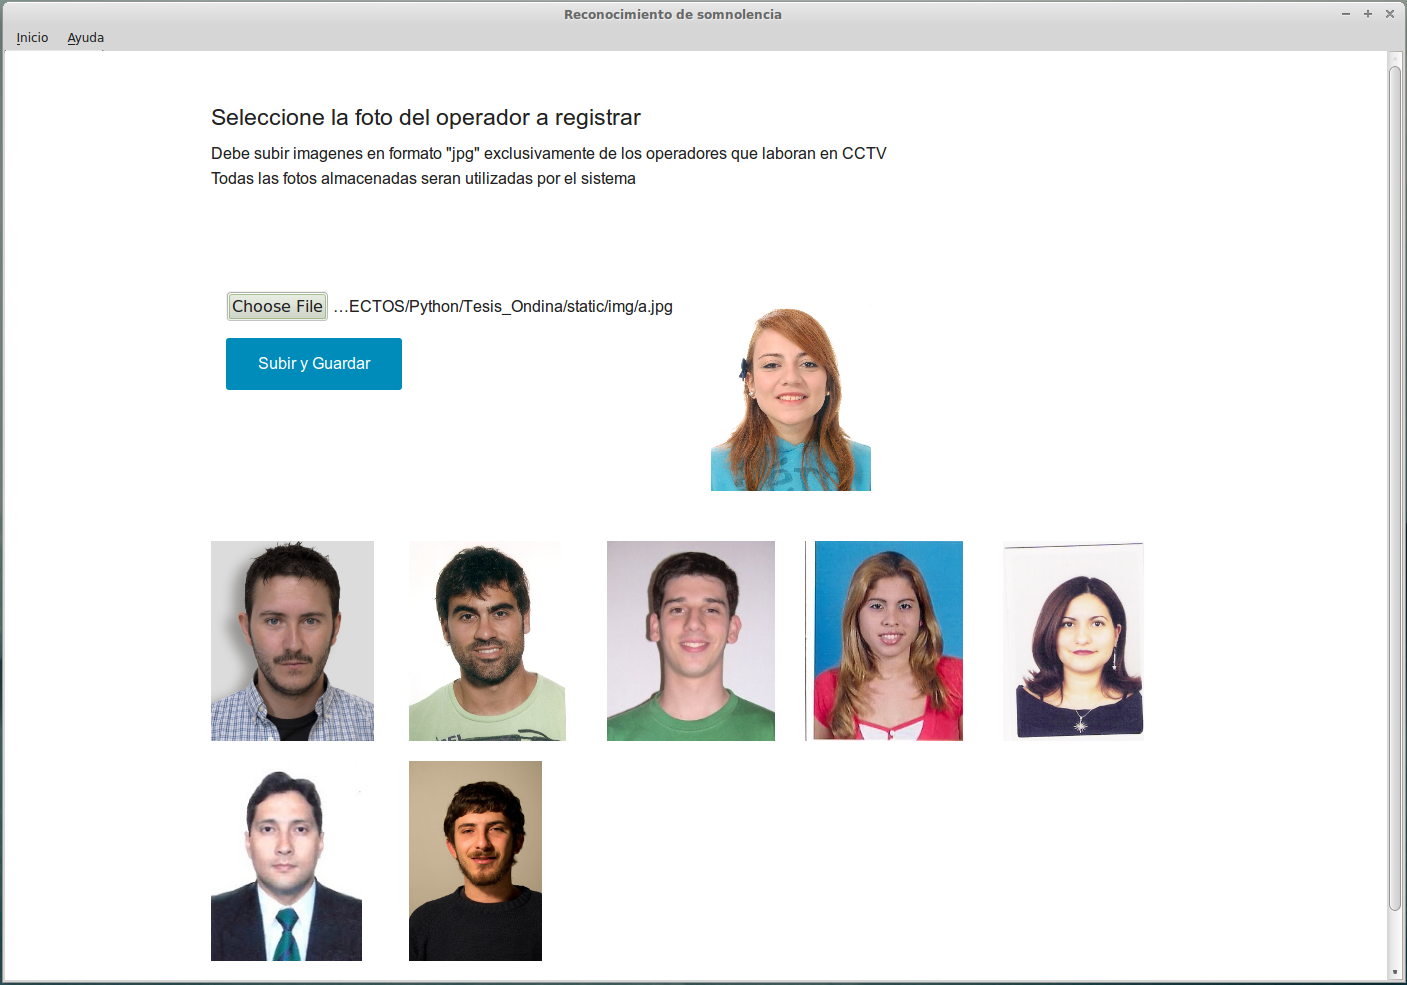 Reconocimiento de somnolencia
Inicio Ayuda
Seleccione la foto del operador a registrar
Debe subir imagenes en formato "jpg" exclusivamente de los operadores que laboran en CCTV
Todas las fotos almacenadas seran utilizadas por el sistema
Choose File …ECTOS/Python/Tesis_Ondina/static/img/a.jpg
Subir y Guardar